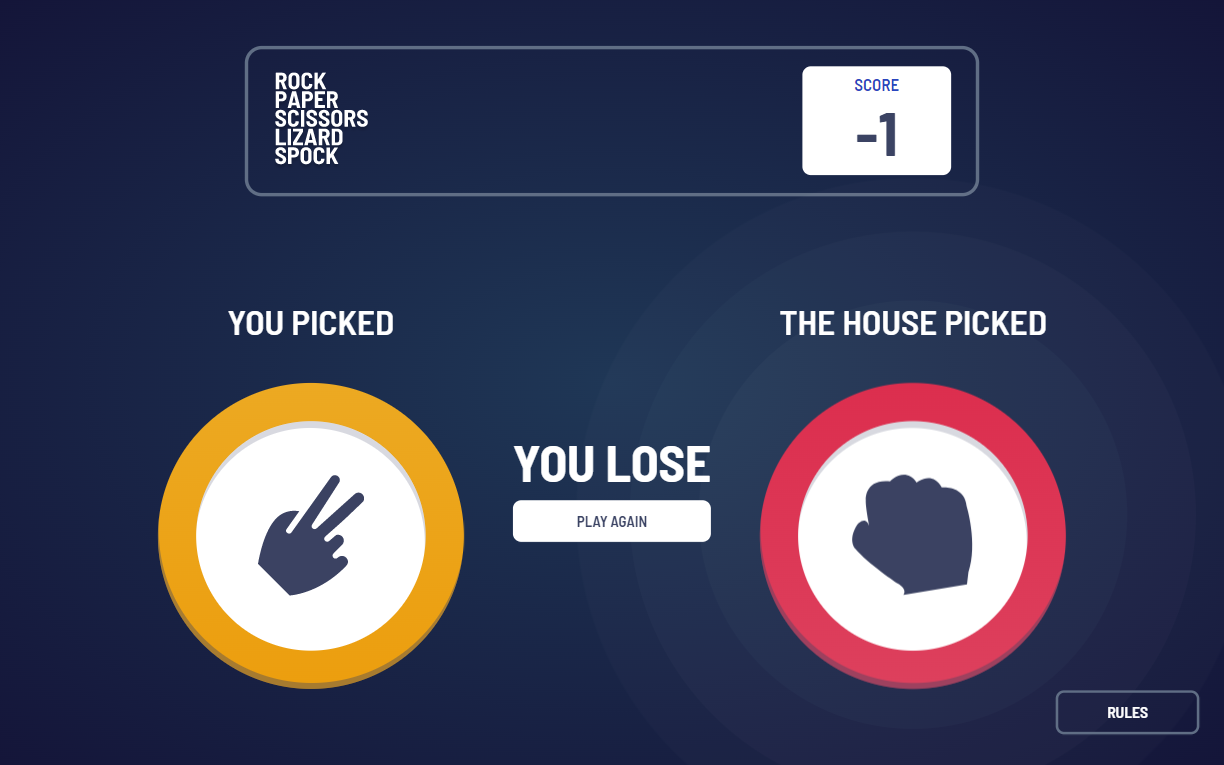 ROCK
PAPER
SCISSORS
LIZARD
SPOCK
SCORE
-1
YOU PICKED
THE HOUSE PICKED
YOU LOSE
PLAY AGAIN
RULES